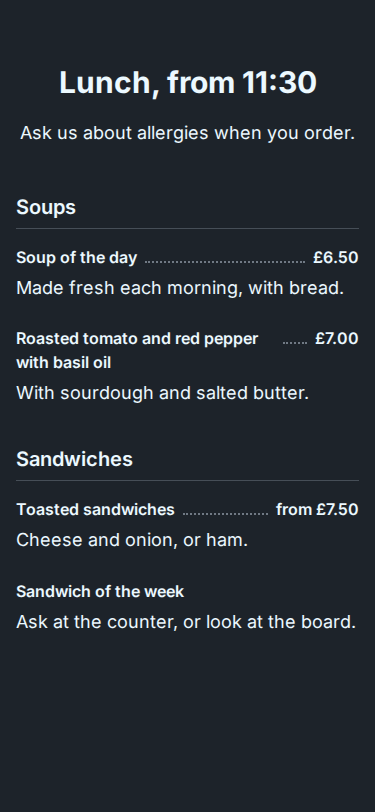 Lunch, from 11:30
Ask us about allergies when you order.
Soups
Soup of the day £6.50
Made fresh each morning, with bread.
Roasted tomato and red pepper £7.00
with basil oil
With sourdough and salted butter.
Sandwiches
Toasted sandwiches from £7.50
Cheese and onion, or ham.
Sandwich of the week
Ask at the counter, or look at the board.